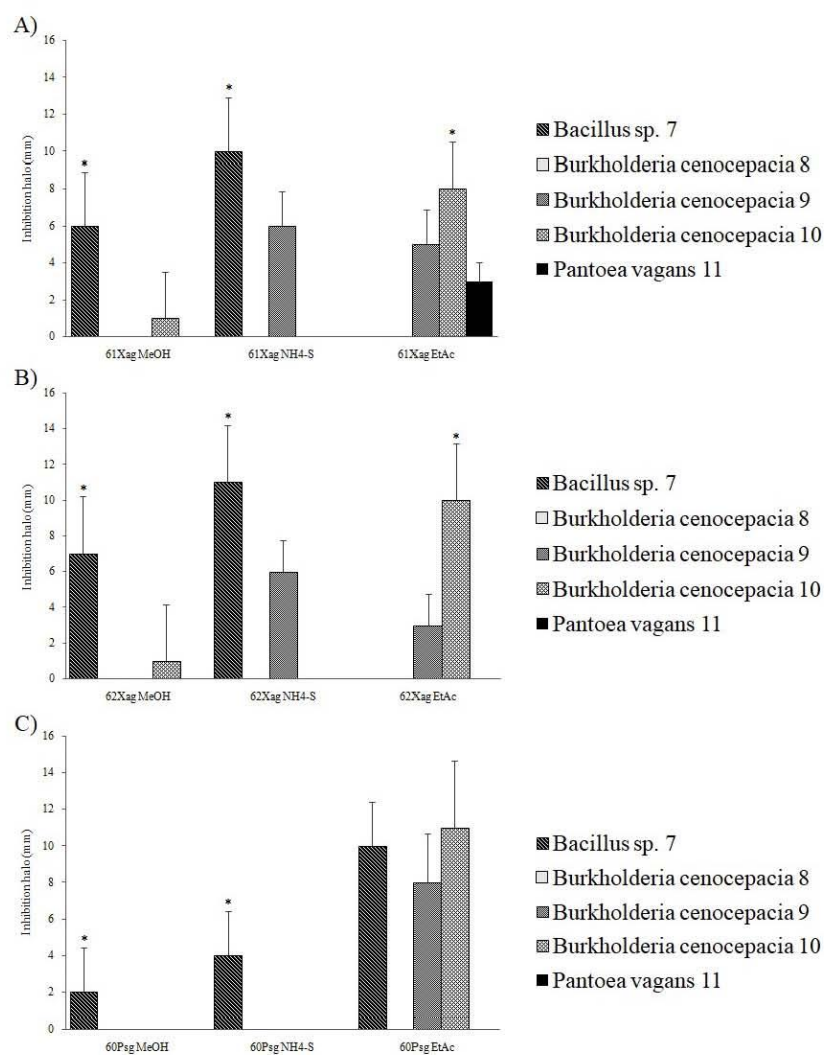 A)
16
*
14
*
12
*
10
8
6
4
2
0
Inhibition halo (mm)
61Xag MeOH 61Xag NH4-S 61Xag EtAc
Bacillus sp. 7
Burkholderia cenocepacia 8
Burkholderia cenocepacia 9
Burkholderia cenocepacia 10
Pantoea vagans 11
B)
16
*
14
*
12
*
10
8
6
4
2
0
Inhibition halo (mm)
62Xag MeOH 62Xag NH4-S 62Xag EtAc
Bacillus sp. 7
Burkholderia cenocepacia 8
Burkholderia cenocepacia 9
Burkholderia cenocepacia 10
Pantoea vagans 11
C)
16
14
12
10
8
6
*
4
*
2
0
Inhibition halo (mm)
60Psg MeOH 60Psg NH4-S 60Psg EtAc
Bacillus sp. 7
Burkholderia cenocepacia 8
Burkholderia cenocepacia 9
Burkholderia cenocepacia 10
Pantoea vagans 11